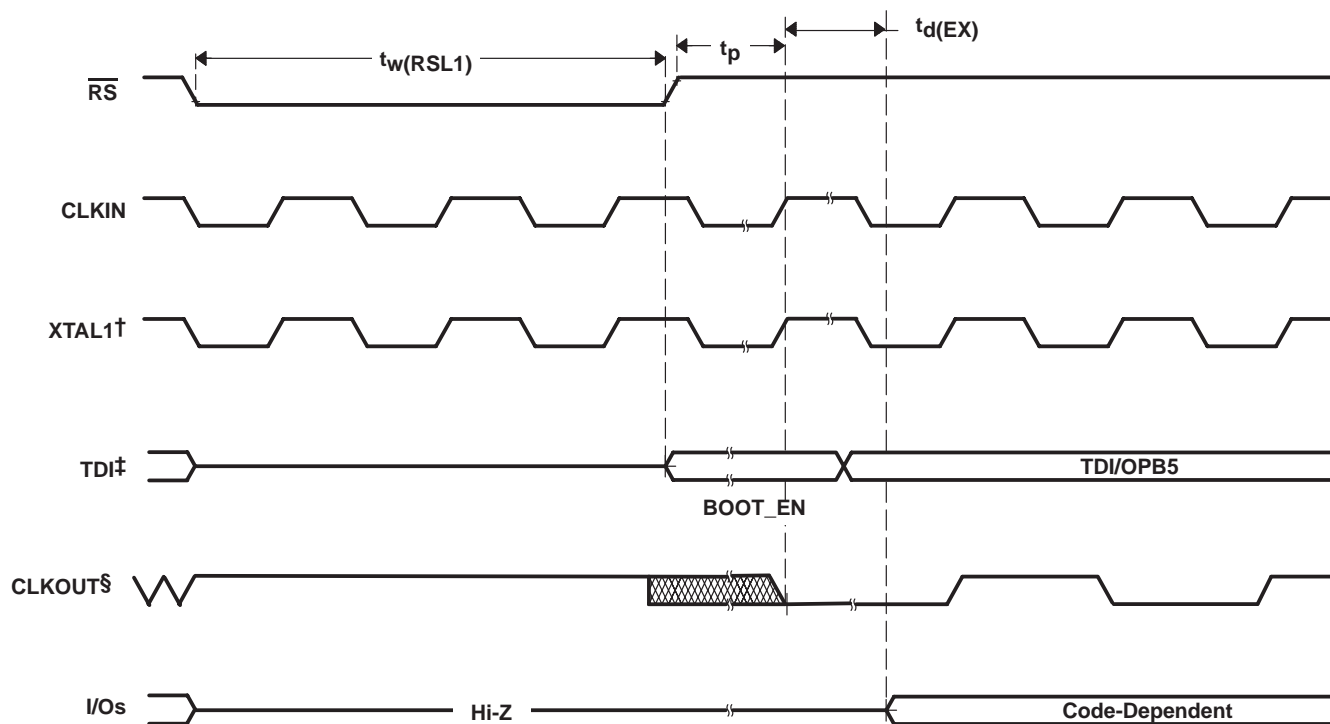 td(EX)
tw(RSL1)
tp
RS
CLKIN
XTAL1†
TDI‡
TDI/OPB5
BOOT_EN
CLKOUT§
I/Os
Hi-Z
Code-Dependent